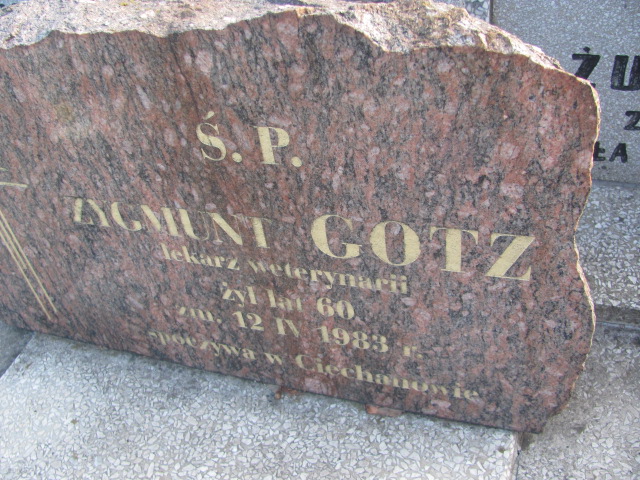 Ś. P.
ZYGMUNT GOTZ
lekarz weterynarii
żył lat 60
zm. 12 IV 1983 r.
spoczywa w Ciechanowie